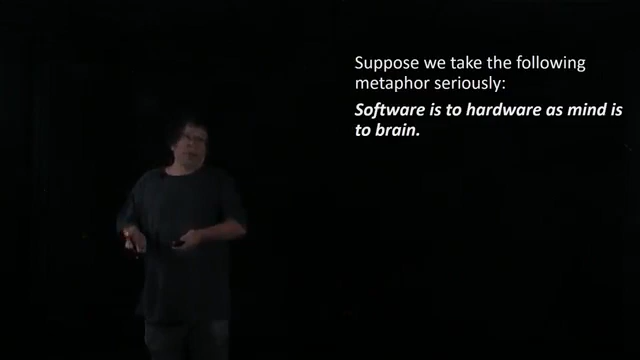 Suppose we take the following
metaphor seriously:
Software is to hardware as mind is
to brain.